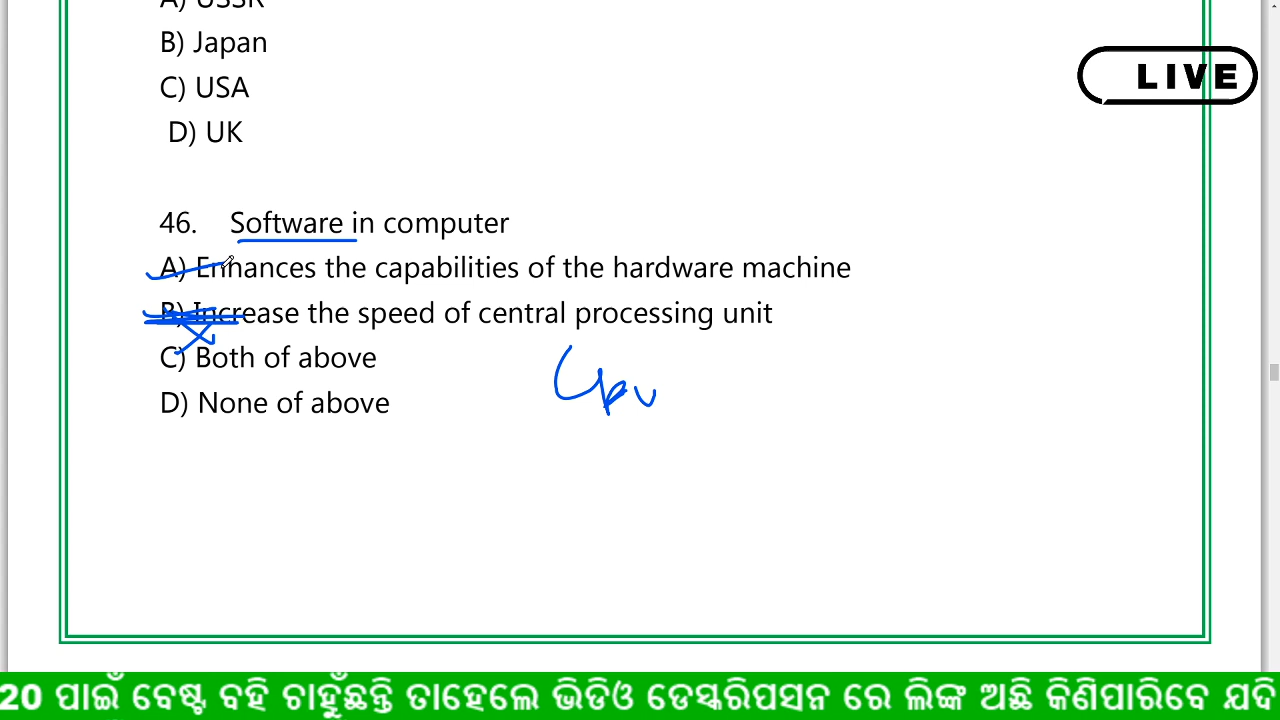 A) USSR
B) Japan
LIVE
C) USA
D) UK
46. Software in computer
A) Enhances the capabilities of the hardware machine
B) Increase the speed of central processing unit
C) Both of above
D) None of above
Cpu
20 ପାଇଁ ବେଷ୍ଟ ବହି ଚାହୁଁଛନ୍ତି ତାହେଲେ ଭିଡିଓ ଡେସ୍କରିପସନ ରେ ଲିଙ୍କ ଅଛି କିଣିପାରିବେ ଯଦି